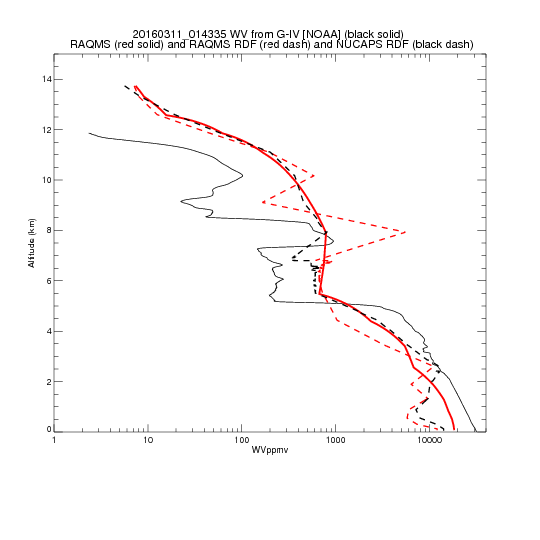 20160311_014335 WV from G-IV [NOAA] (black solid)
RAQMS (red solid) and RAQMS RDF (red dash) and NUCAPS RDF (black dash)
14
12
10
8
6
4
2
0
Altitude (km)
1 10 100 1000 10000
WVppmv